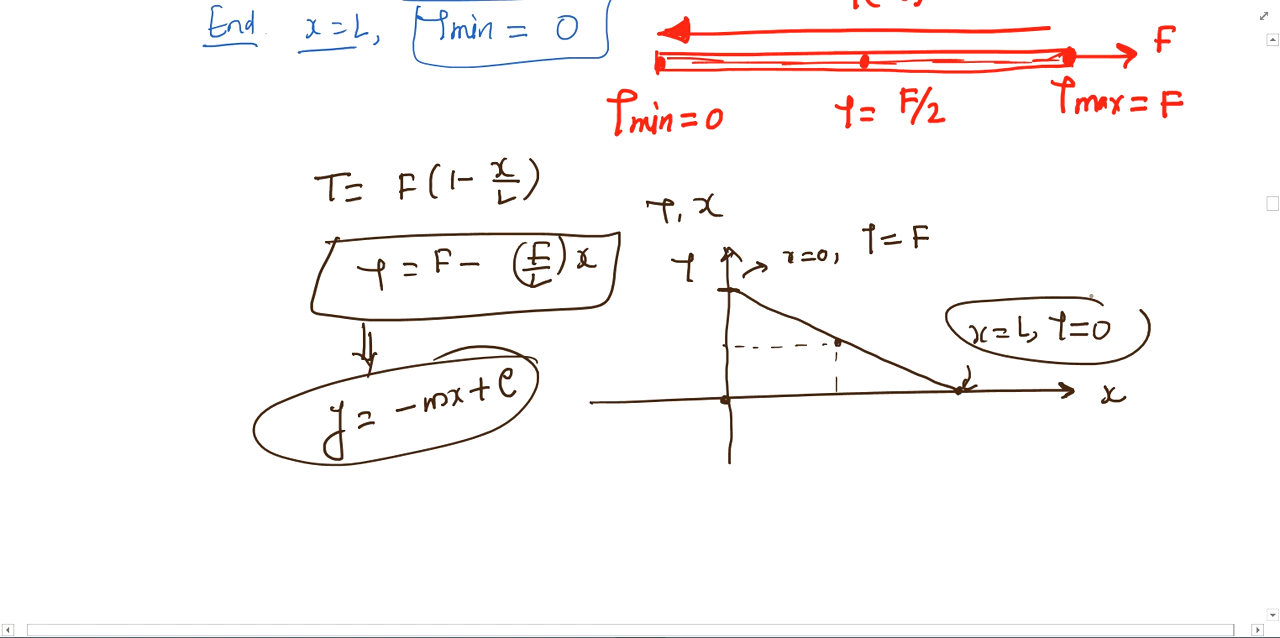 End. x=L, Tmin = 0
F
Tmin = 0 T = F/2 Tmax = F
T = F(1 - x/L)
T, x
T = F - (F/L)x
T
x=0, T = F
x=L, T=0
y = -mx + c
x